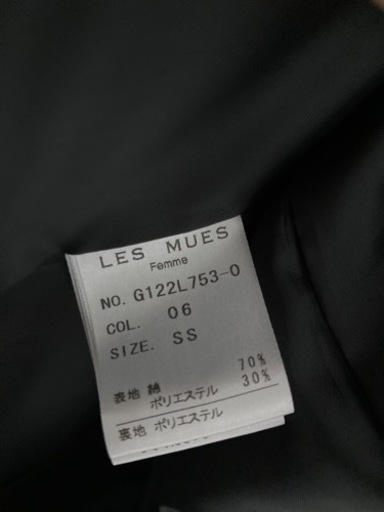 LES MUES
Femme
NO. G122L753-0
COL. 06
SIZE. SS
表地 綿 70%
ポリエステル 30%
裏地 ポリエステル